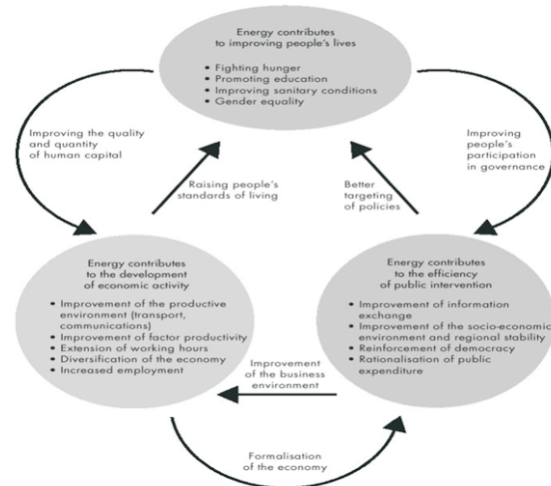 Energy contributes
to improving people's lives
• Fighting hunger
• Promoting education
• Improving sanitary conditions
• Gender equality
Improving the quality
and quantity
of human capital
Improving
people's
participation
in governance
Raising people's
standards of living
Better
targeting
of policies
Energy contributes
to the development
of economic activity
• Improvement of the productive
environment (transport,
communications)
• Improvement of factor productivity
• Extension of working hours
• Diversification of the economy
• Increased employment
Energy contributes
to the efficiency
of public intervention
• Improvement of information
exchange
• Improvement of the socio-economic
environment and regional stability
• Reinforcement of democracy
• Rationalisation of public
expenditure
Improvement
of the business
environment
Formalisation
of the economy